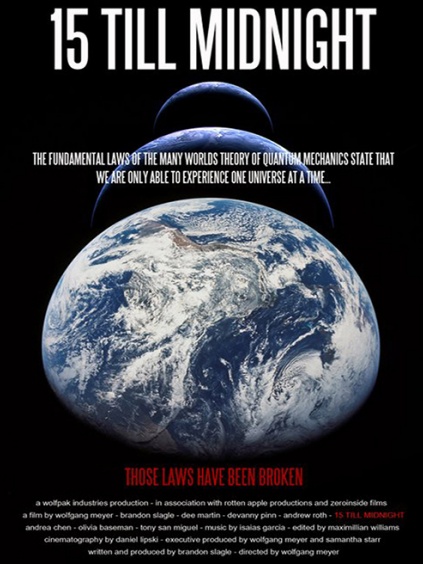 15 TILL MIDNIGHT
THE FUNDAMENTAL LAWS OF THE MANY WORLDS THEORY OF QUANTUM MECHANICS STATE THAT
WE ARE ONLY ABLE TO EXPERIENCE ONE UNIVERSE AT A TIME...
THOSE LAWS HAVE BEEN BROKEN
a wolfpak industries production - in association with rotten apple productions and zeroinside films
a film by wolfgang meyer - brandon slagle - dee martin - devanny pinn - andrew roth - 15 TILL MIDNIGHT
andrea chen - olivia baseman - tony san miguel - music by isaias garcia - edited by maximillian williams
cinematography by daniel lipski - executive produced by wolfgang meyer and samantha starr
written and produced by brandon slagle - directed by wolfgang meyer